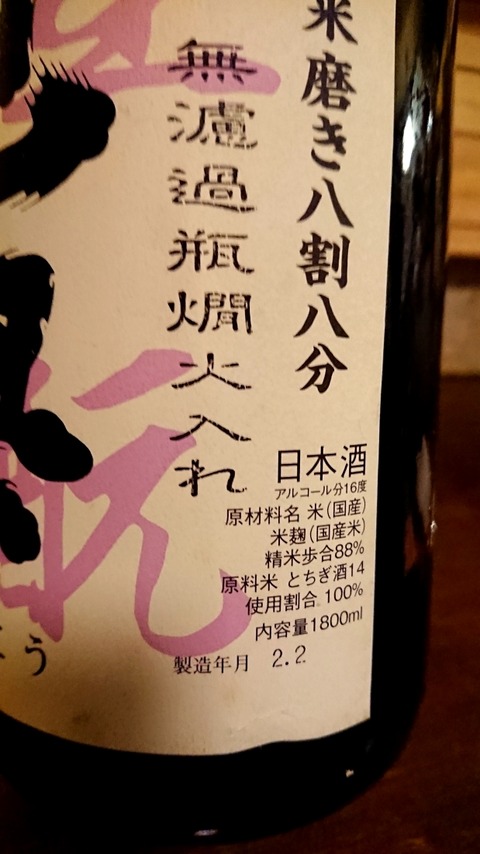 米磨き八割八分
無濾過瓶燗火入れ
日本酒
アルコール分16度
原材料名 米(国産)
米麹(国産米)
精米歩合88%
原料米 とちぎ酒14
使用割合 100%
内容量1800ml
製造年月 2.2
う